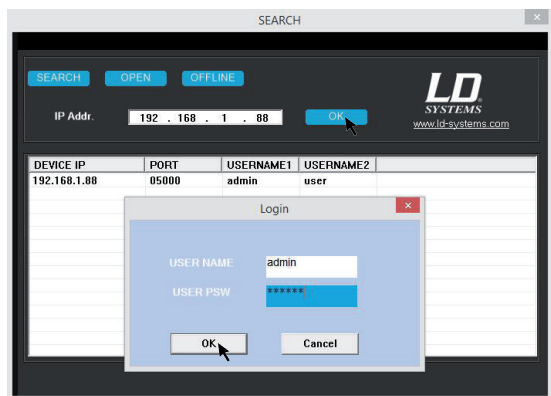 SEARCH
SEARCH OPEN OFFLINE
IP Addr. 192 . 168 . 1 . 88 OK
LD
SYSTEMS
www.ld-systems.com
DEVICE IP PORT USERNAME1 USERNAME2
192.168.1.88 05000 admin user
Login
USER NAME admin
USER PSW ******
OK Cancel